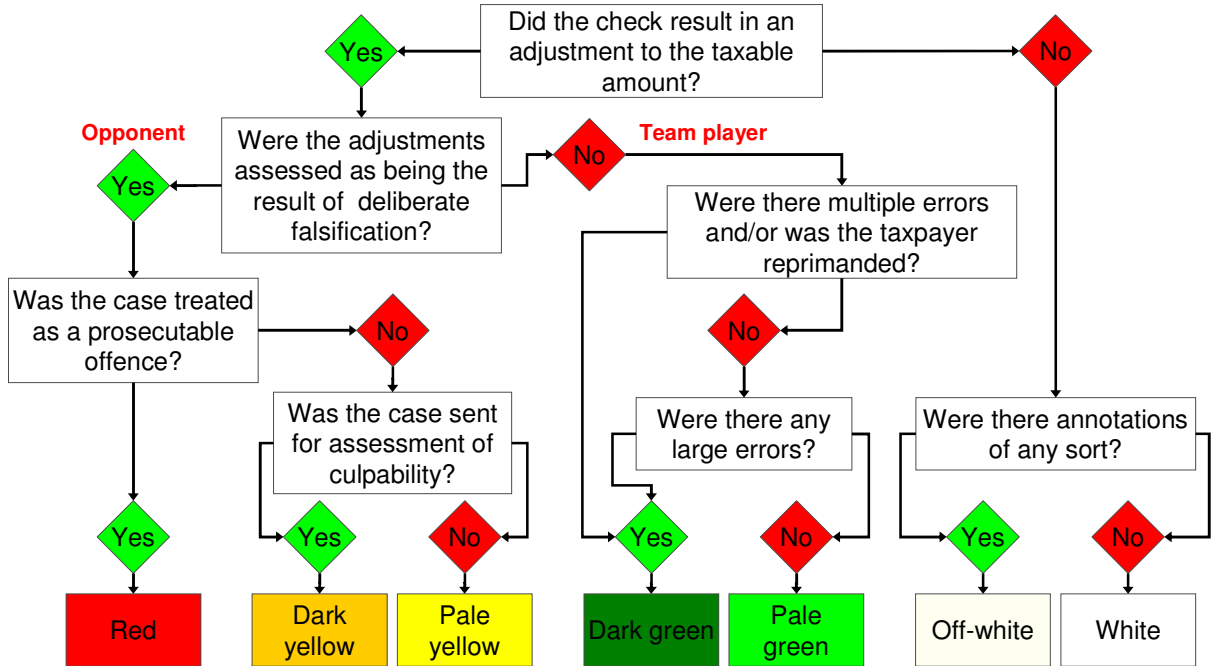 Did the check result in an
adjustment to the taxable
amount?
Yes
No
Opponent
Team player
Were the adjustments
assessed as being the
result of deliberate
falsification?
Yes
No
Were there multiple errors
and/or was the taxpayer
reprimanded?
Was the case treated
as a prosecutable
offence?
No
No
Was the case sent
for assessment of
culpability?
Were there any
large errors?
Were there annotations
of any sort?
Yes
Yes
No
Yes
No
Yes
No
Red
Dark
yellow
Pale
yellow
Dark green
Pale
green
Off-white
White